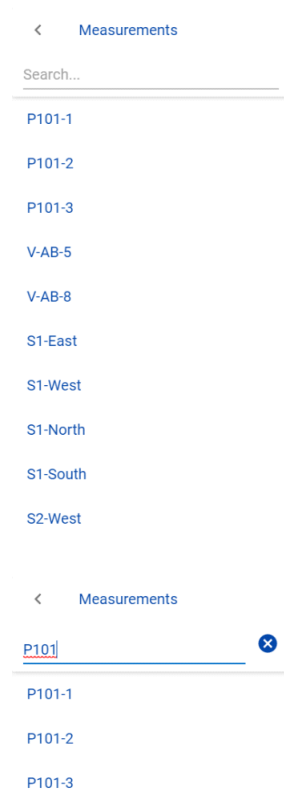 Measurements
Search...
P101-1
P101-2
P101-3
V-AB-5
V-AB-8
S1-East
S1-West
S1-North
S1-South
S2-West
Measurements
P101
P101-1
P101-2
P101-3